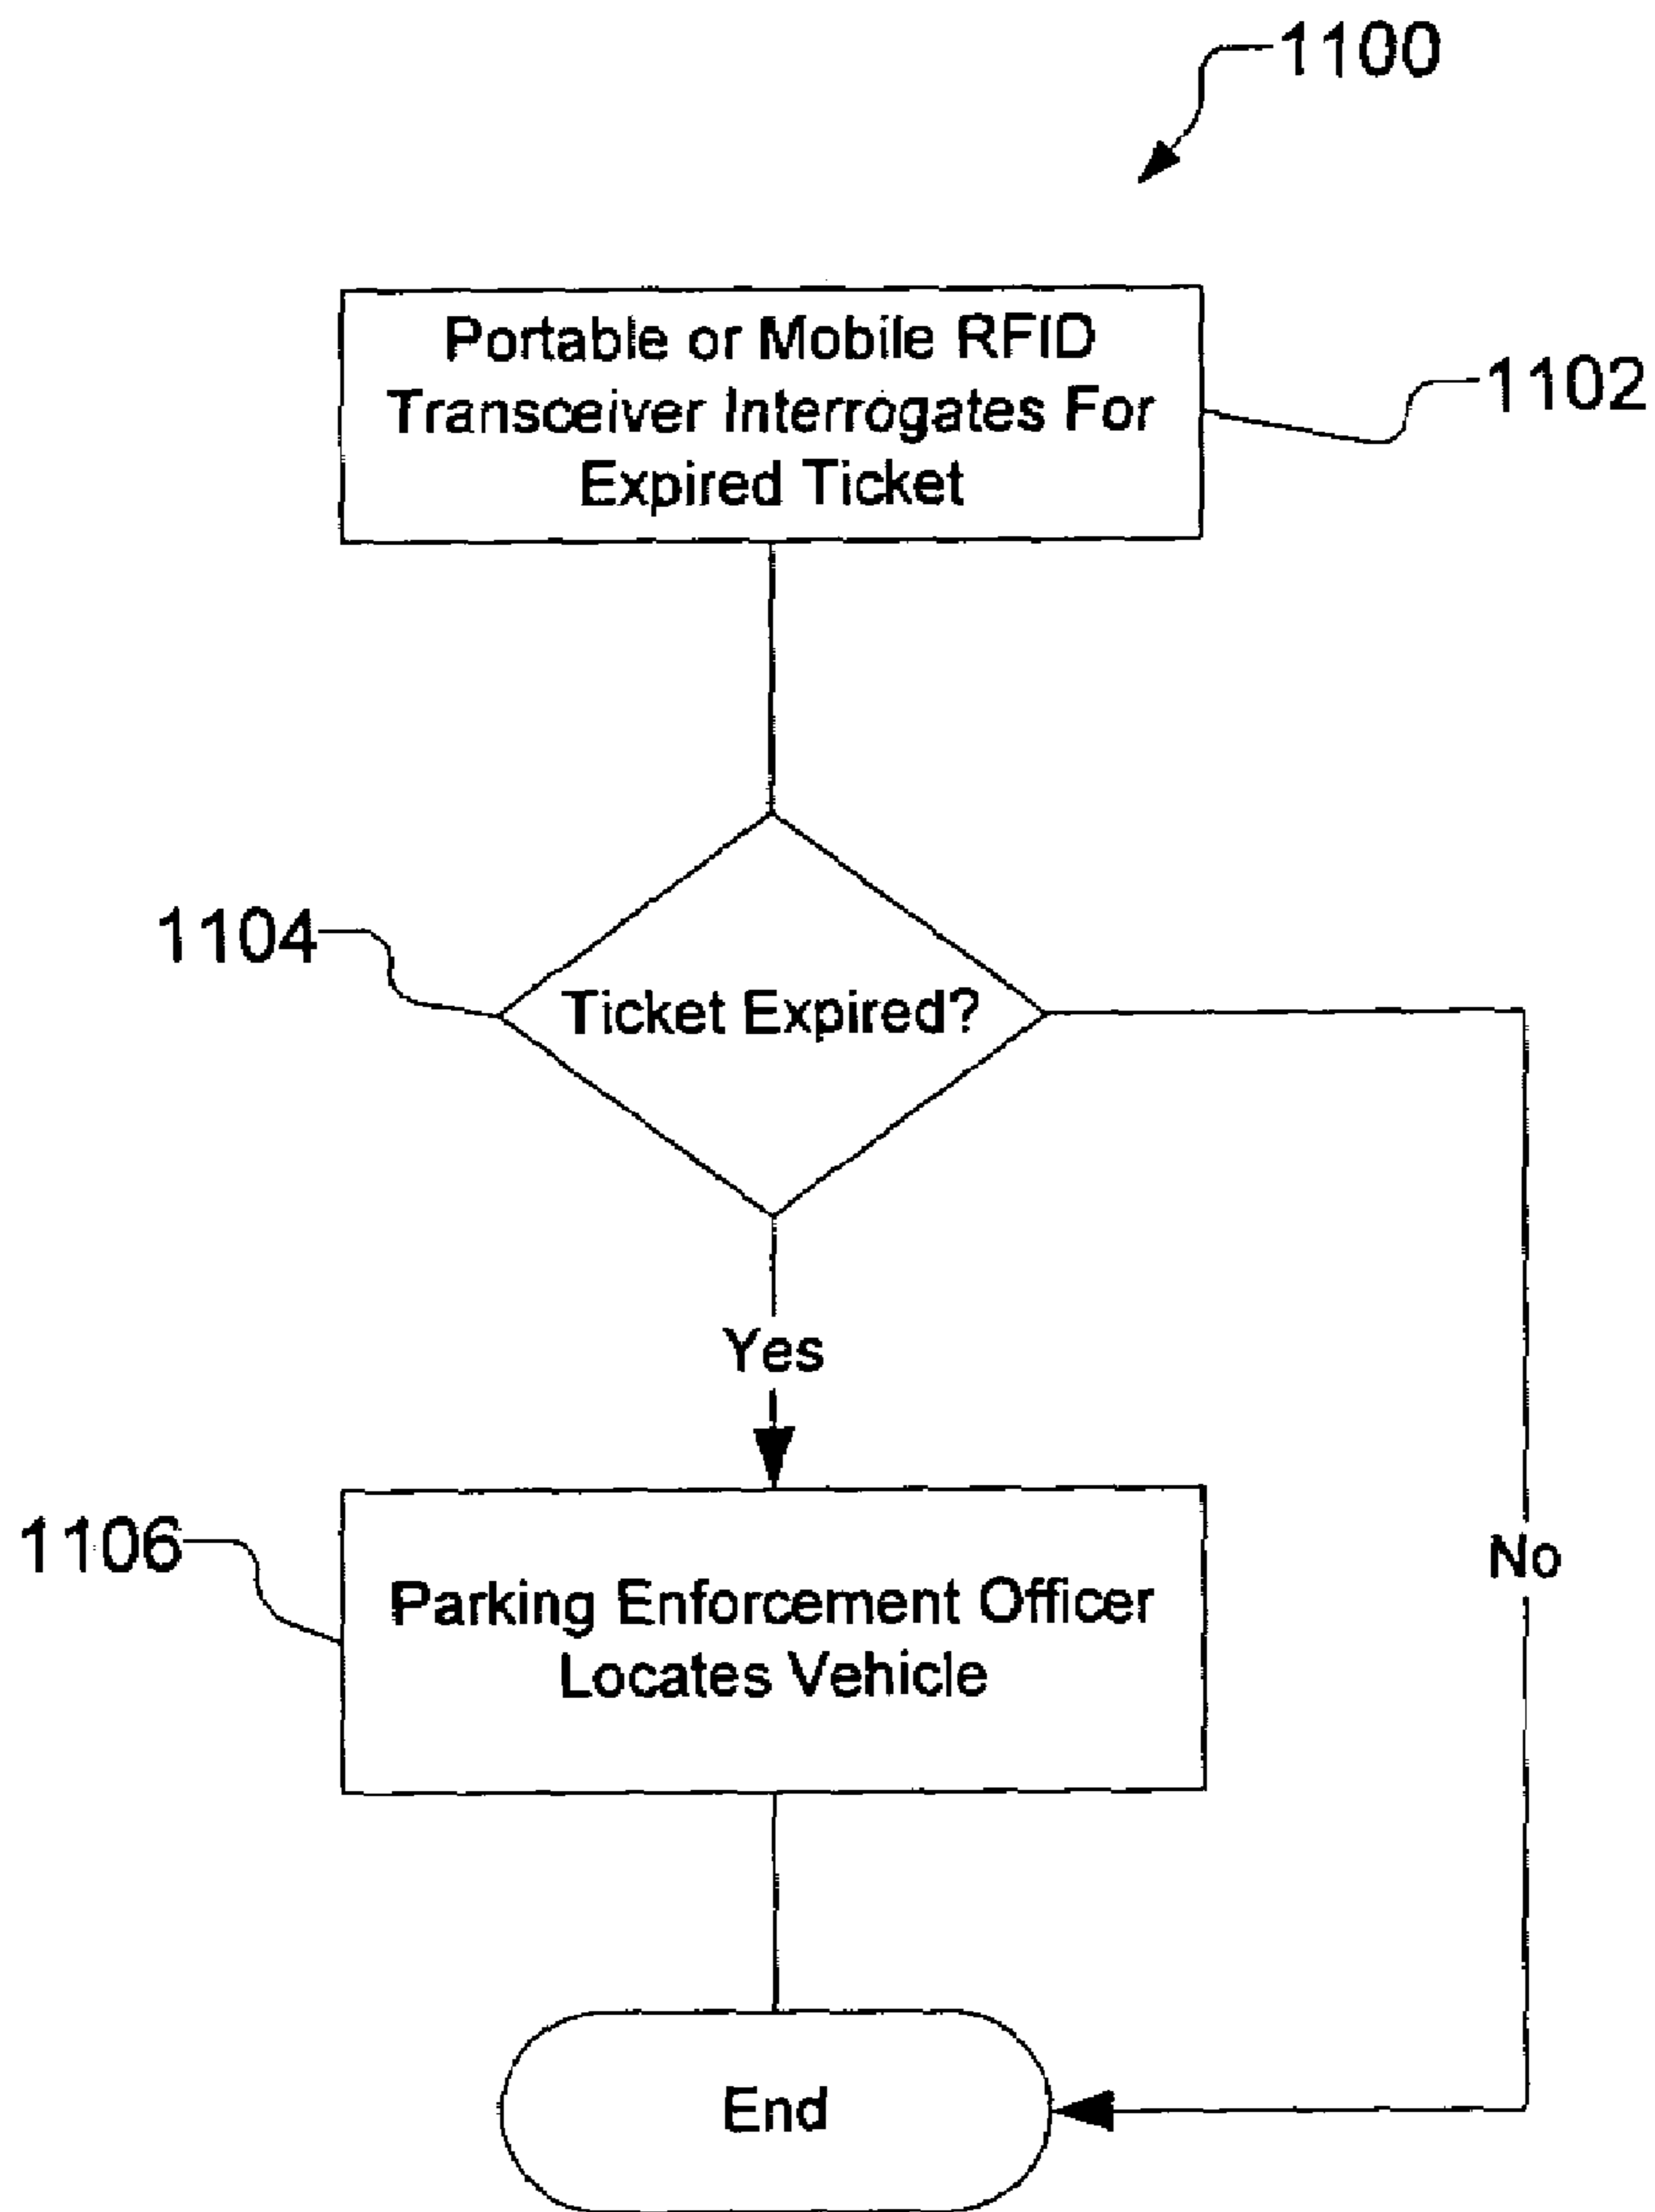 1100
Portable or Mobile RFID
Transceiver Interrogates For
Expired Ticket
1102
1104
Ticket Expired?
Yes
No
1106
Parking Enforcement Officer
Locates Vehicle
End